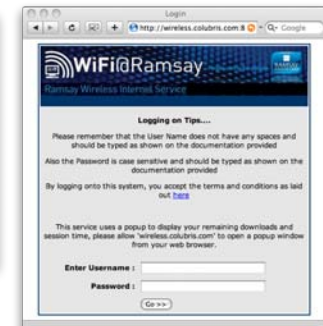 Login
http://wireless.colubris.com:8
Google
WiFi@Ramsay
RAMSAY
Ramsay Wireless Internet Service
Logging on Tips....
Please remember that the User Name does not have any spaces and
should be typed as shown on the documentation provided
Also the Password is case sensitive and should be typed as shown on the
documentation provided
By logging onto this system, you accept the terms and conditions as laid
out here
This service uses a popup to display your remaining downloads and
session time, please allow 'wireless.colubris.com' to open a popup window
from your web browser.
Enter Username :
Password :
Go >>